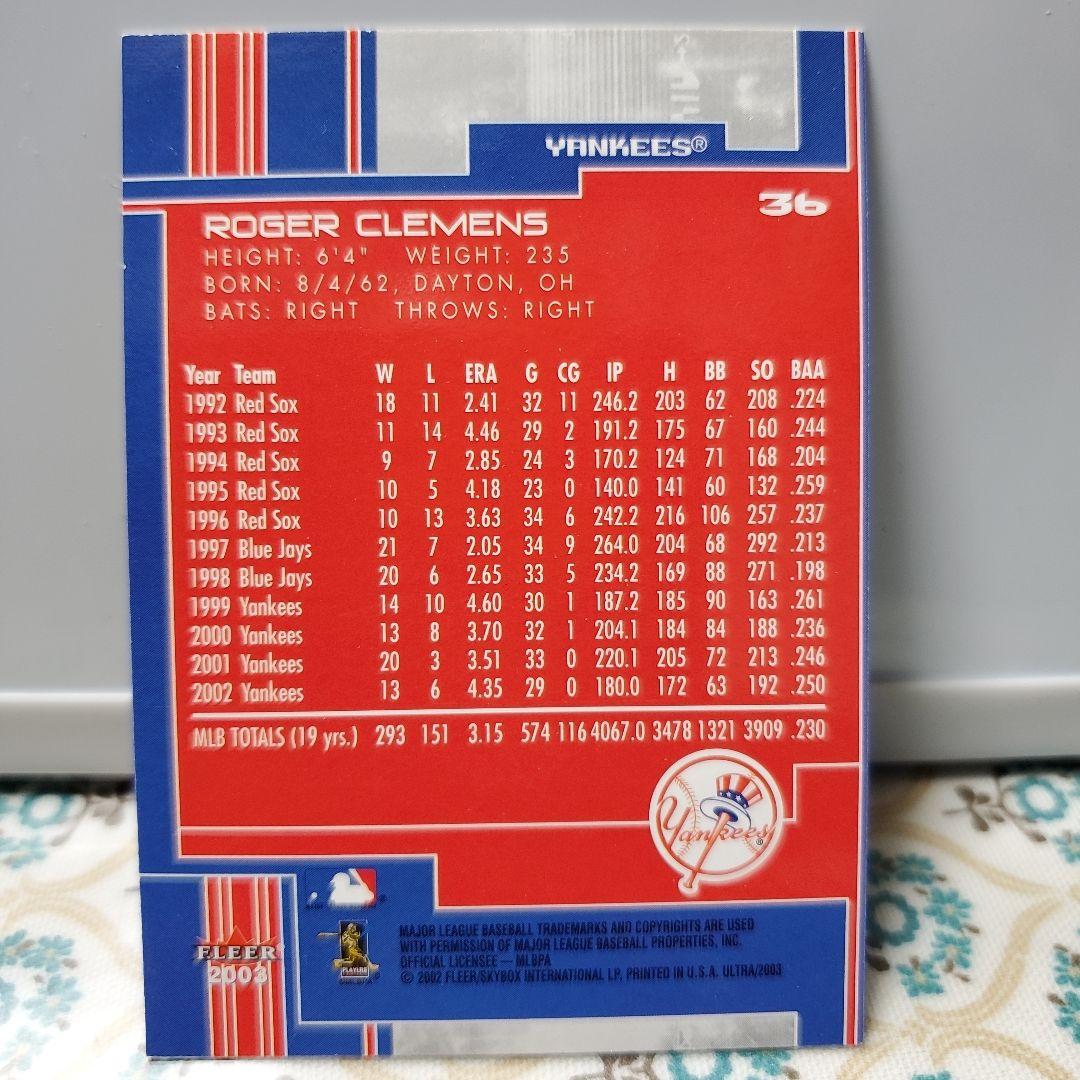 YANKEES®
36
ROGER CLEMENS
HEIGHT: 6'4" WEIGHT: 235
BORN: 8/4/62, DAYTON, OH
BATS: RIGHT THROWS: RIGHT
Year Team W L ERA G CG IP H BB SO BAA
1992 Red Sox 18 11 2.41 32 11 246.2 203 62 208 .224
1993 Red Sox 11 14 4.46 29 2 191.2 175 67 160 .244
1994 Red Sox 9 7 2.85 24 3 170.2 124 71 168 .204
1995 Red Sox 10 5 4.18 23 0 140.0 141 60 132 .259
1996 Red Sox 10 13 3.63 34 6 242.2 216 106 257 .237
1997 Blue Jays 21 7 2.05 34 9 264.0 204 68 292 .213
1998 Blue Jays 20 6 2.65 33 5 234.2 169 88 271 .198
1999 Yankees 14 10 4.60 30 1 187.2 185 90 163 .261
2000 Yankees 13 8 3.70 32 1 204.1 184 84 188 .236
2001 Yankees 20 3 3.51 33 0 220.1 205 72 213 .246
2002 Yankees 13 6 4.35 29 0 180.0 172 63 192 .250
MLB TOTALS (19 yrs.) 293 151 3.15 574 116 4067.0 3478 1321 3909 .230
Yankees®
FLEER
2003
PLAYERS
MAJOR LEAGUE BASEBALL TRADEMARKS AND COPYRIGHTS ARE USED
WITH PERMISSION OF MAJOR LEAGUE BASEBALL PROPERTIES, INC.
OFFICIAL LICENSEE — MLBPA
© 2002 FLEER/SKYBOX INTERNATIONAL LP, PRINTED IN U.S.A. ULTRA/2003